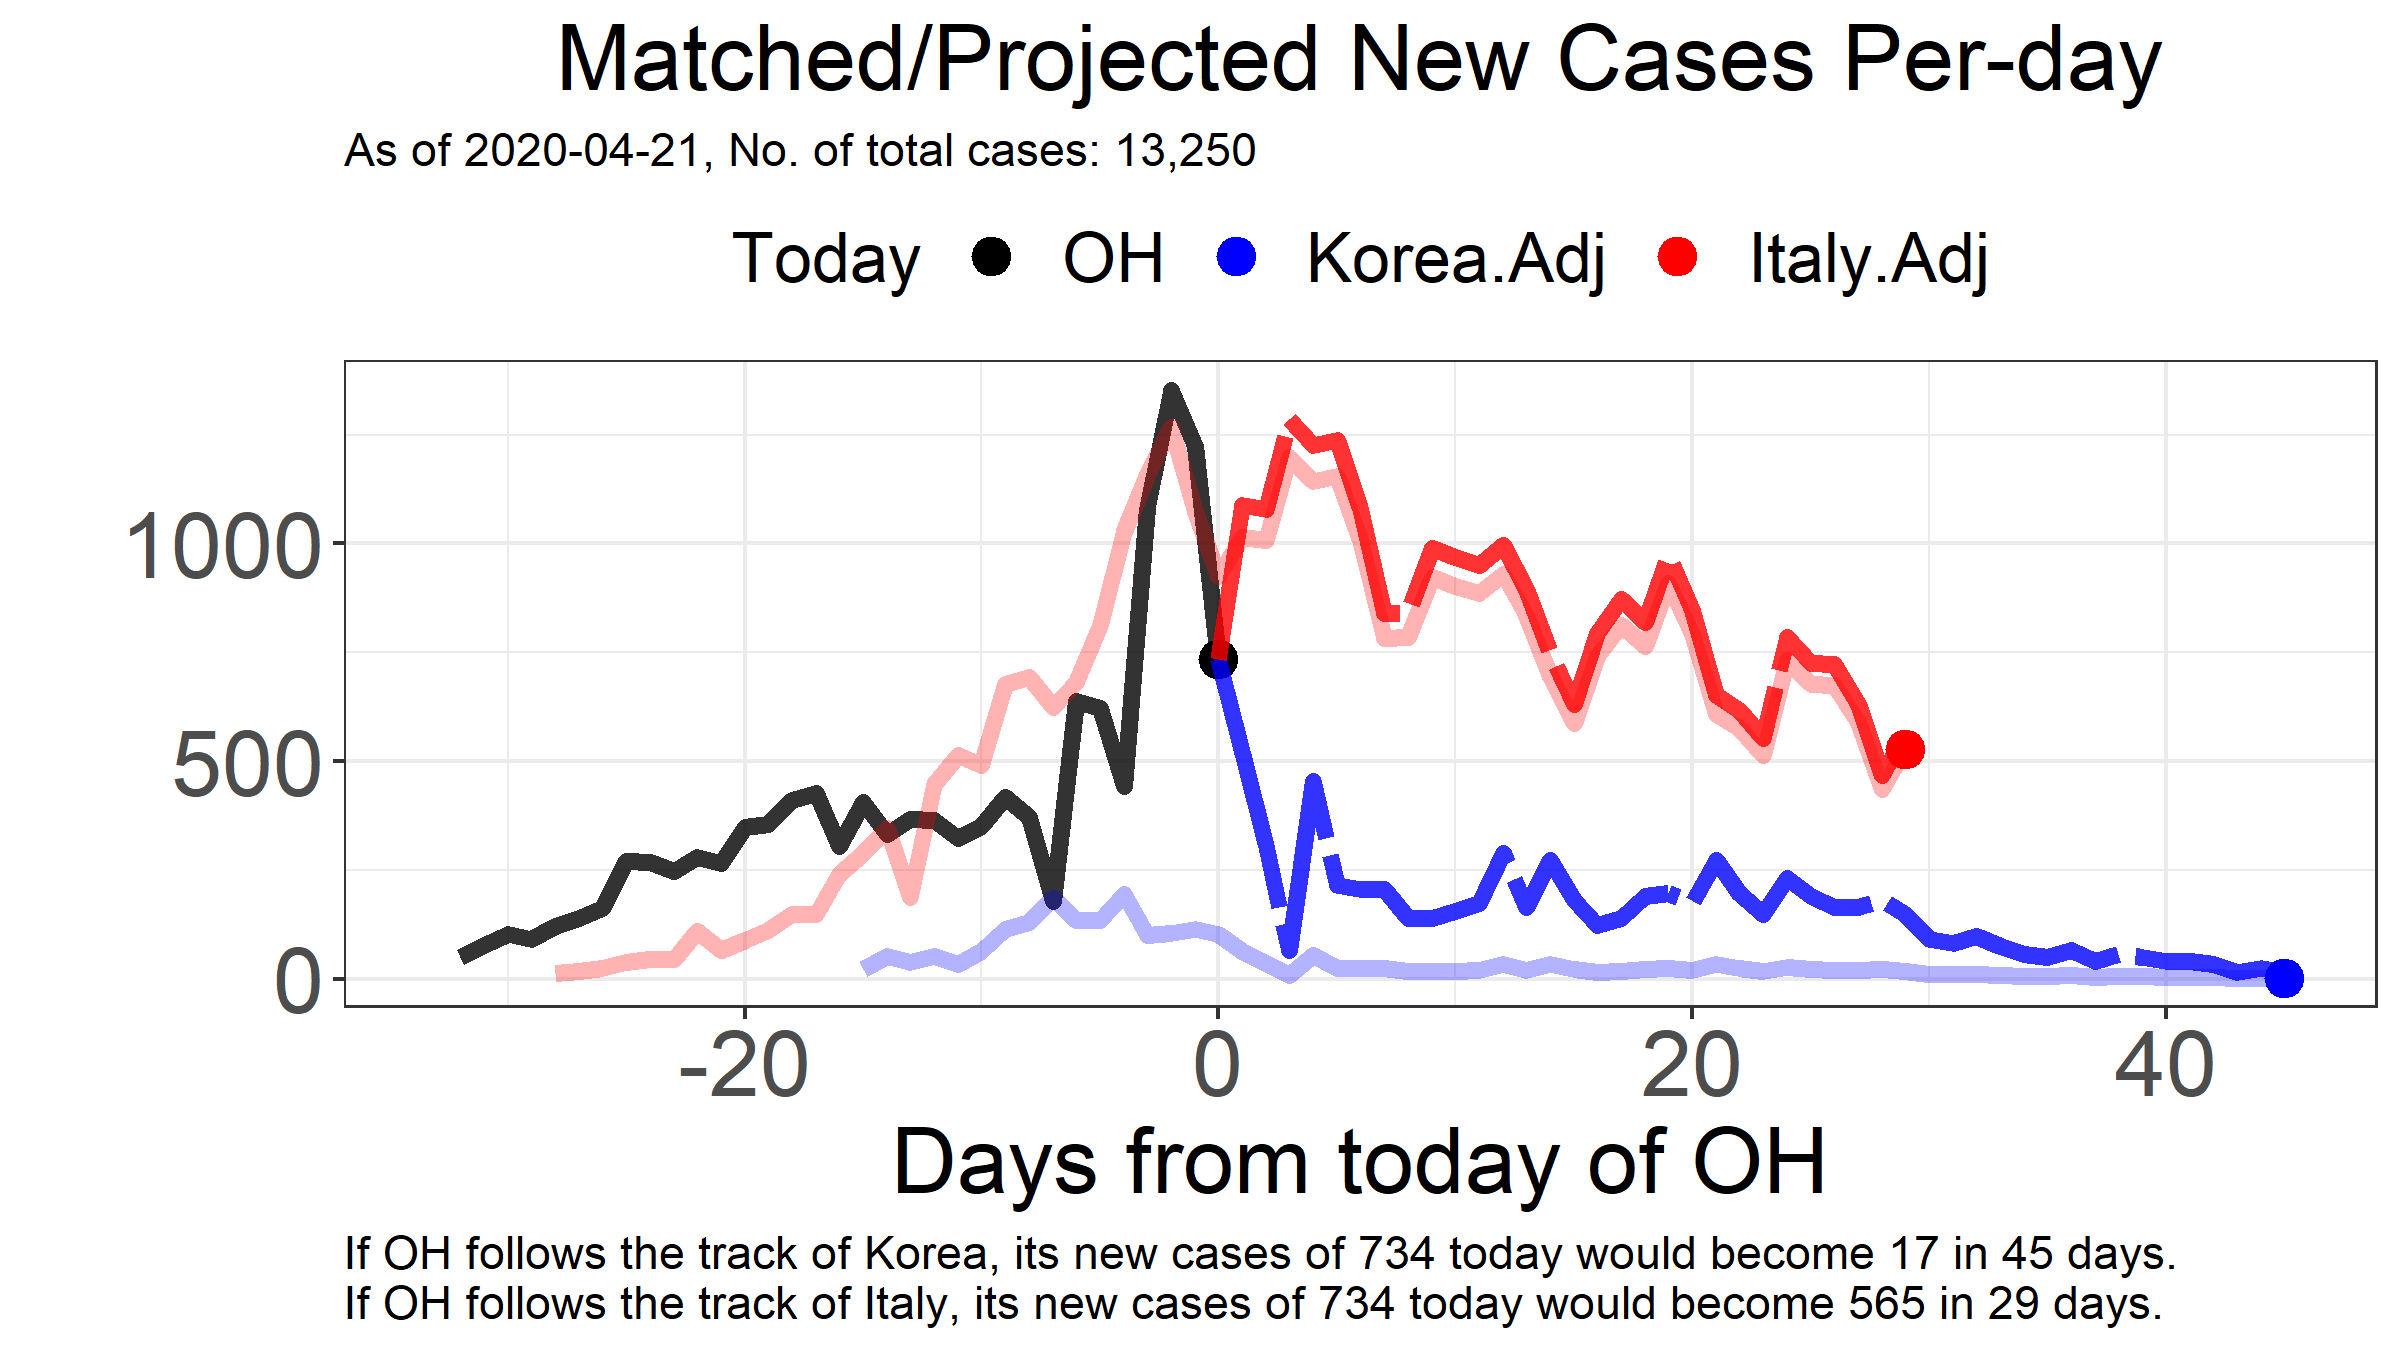 Matched/Projected New Cases Per-day
As of 2020-04-21, No. of total cases: 13,250
Today OH Korea.Adj Italy.Adj
1000
500
0
-20 0 20 40
Days from today of OH
If OH follows the track of Korea, its new cases of 734 today would become 17 in 45 days.
If OH follows the track of Italy, its new cases of 734 today would become 565 in 29 days.